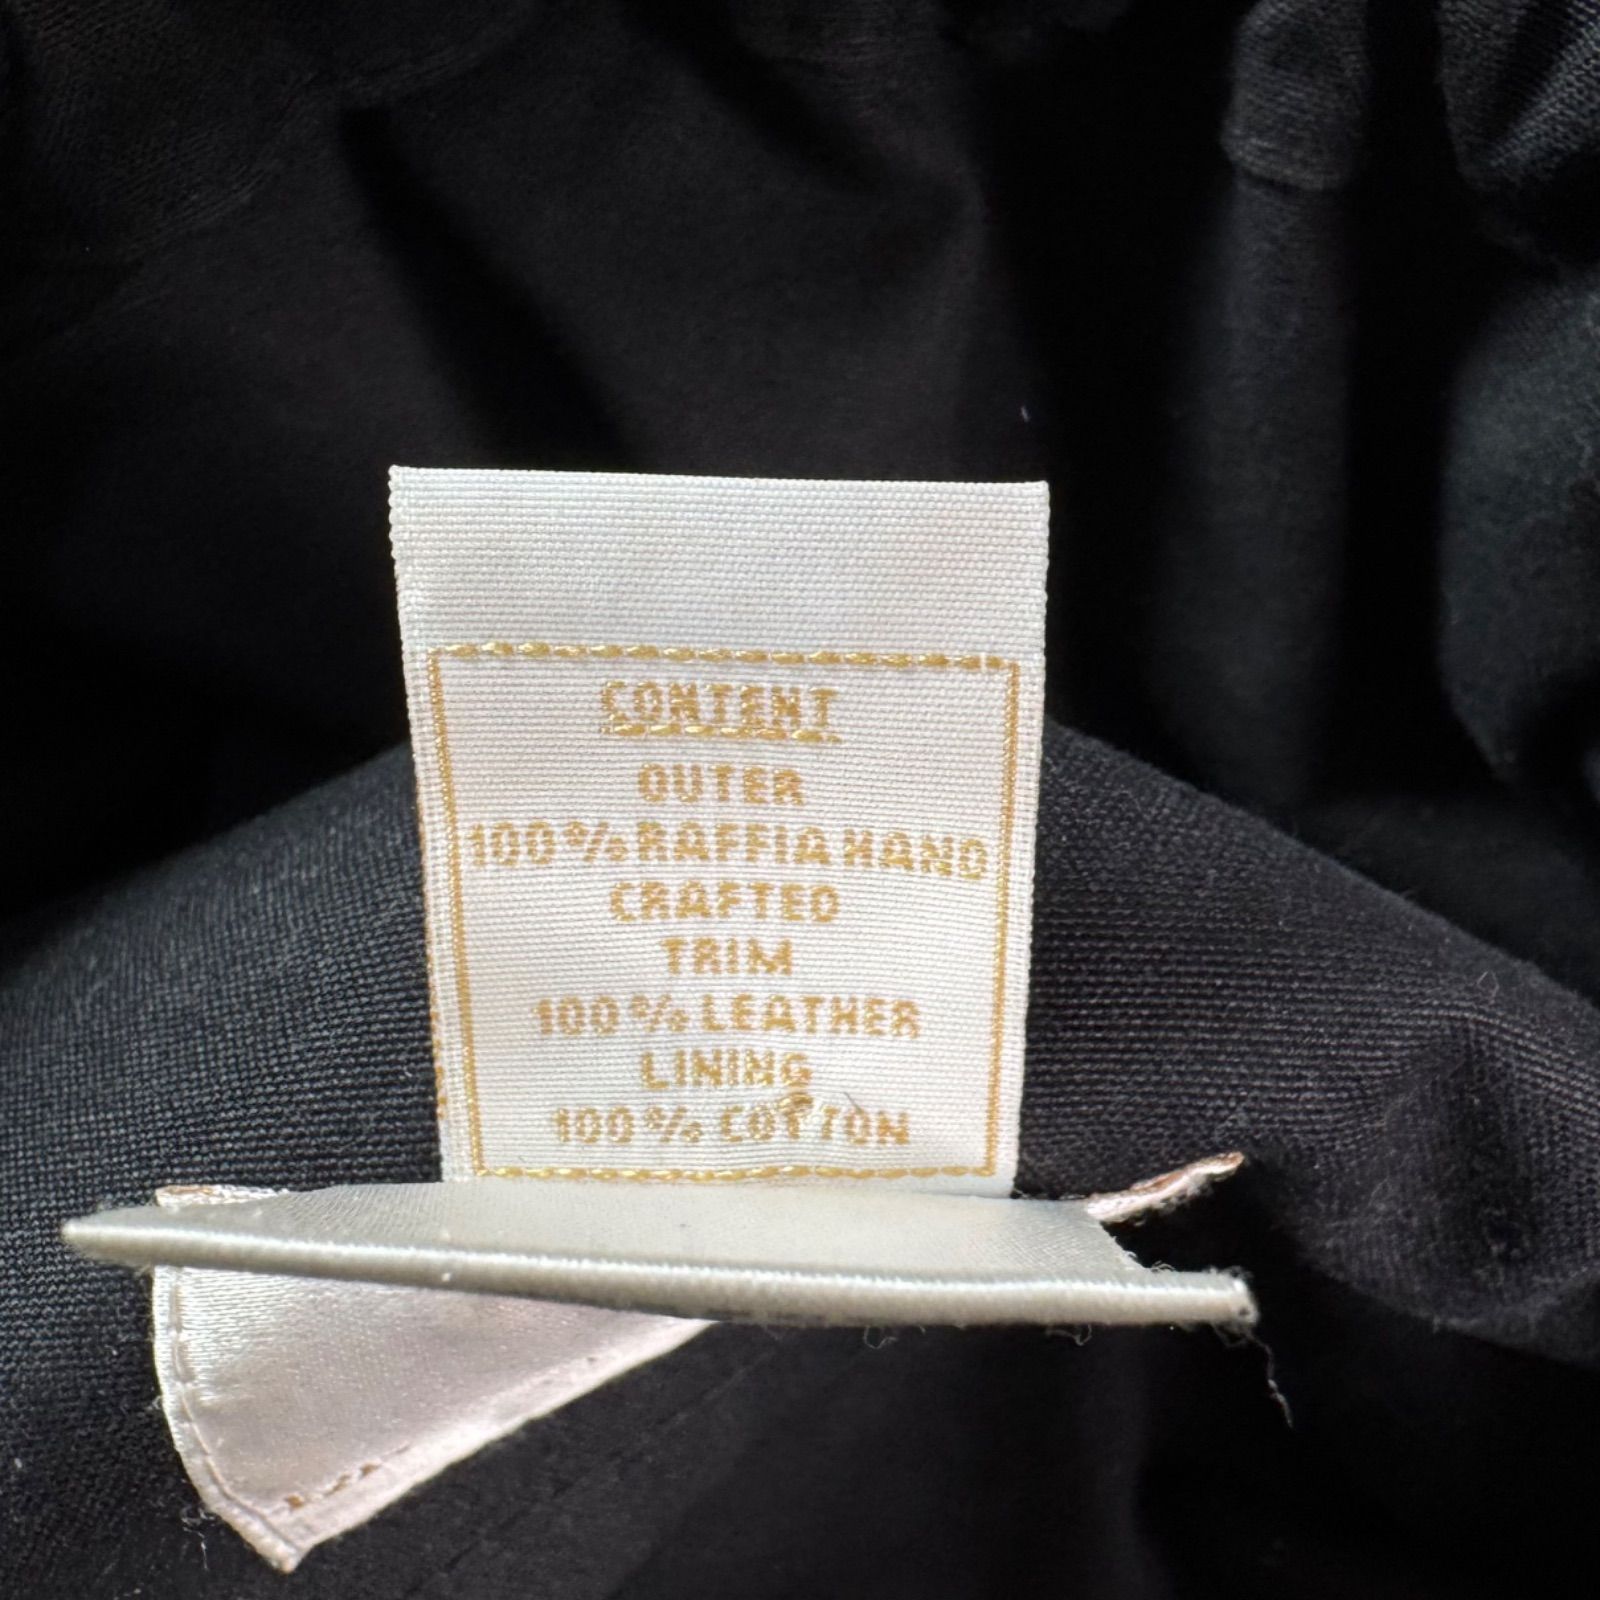 CONTENT
OUTER
100% RAFFIA HAND
CRAFTED
TRIM
100% LEATHER
LINING
100% COTTON